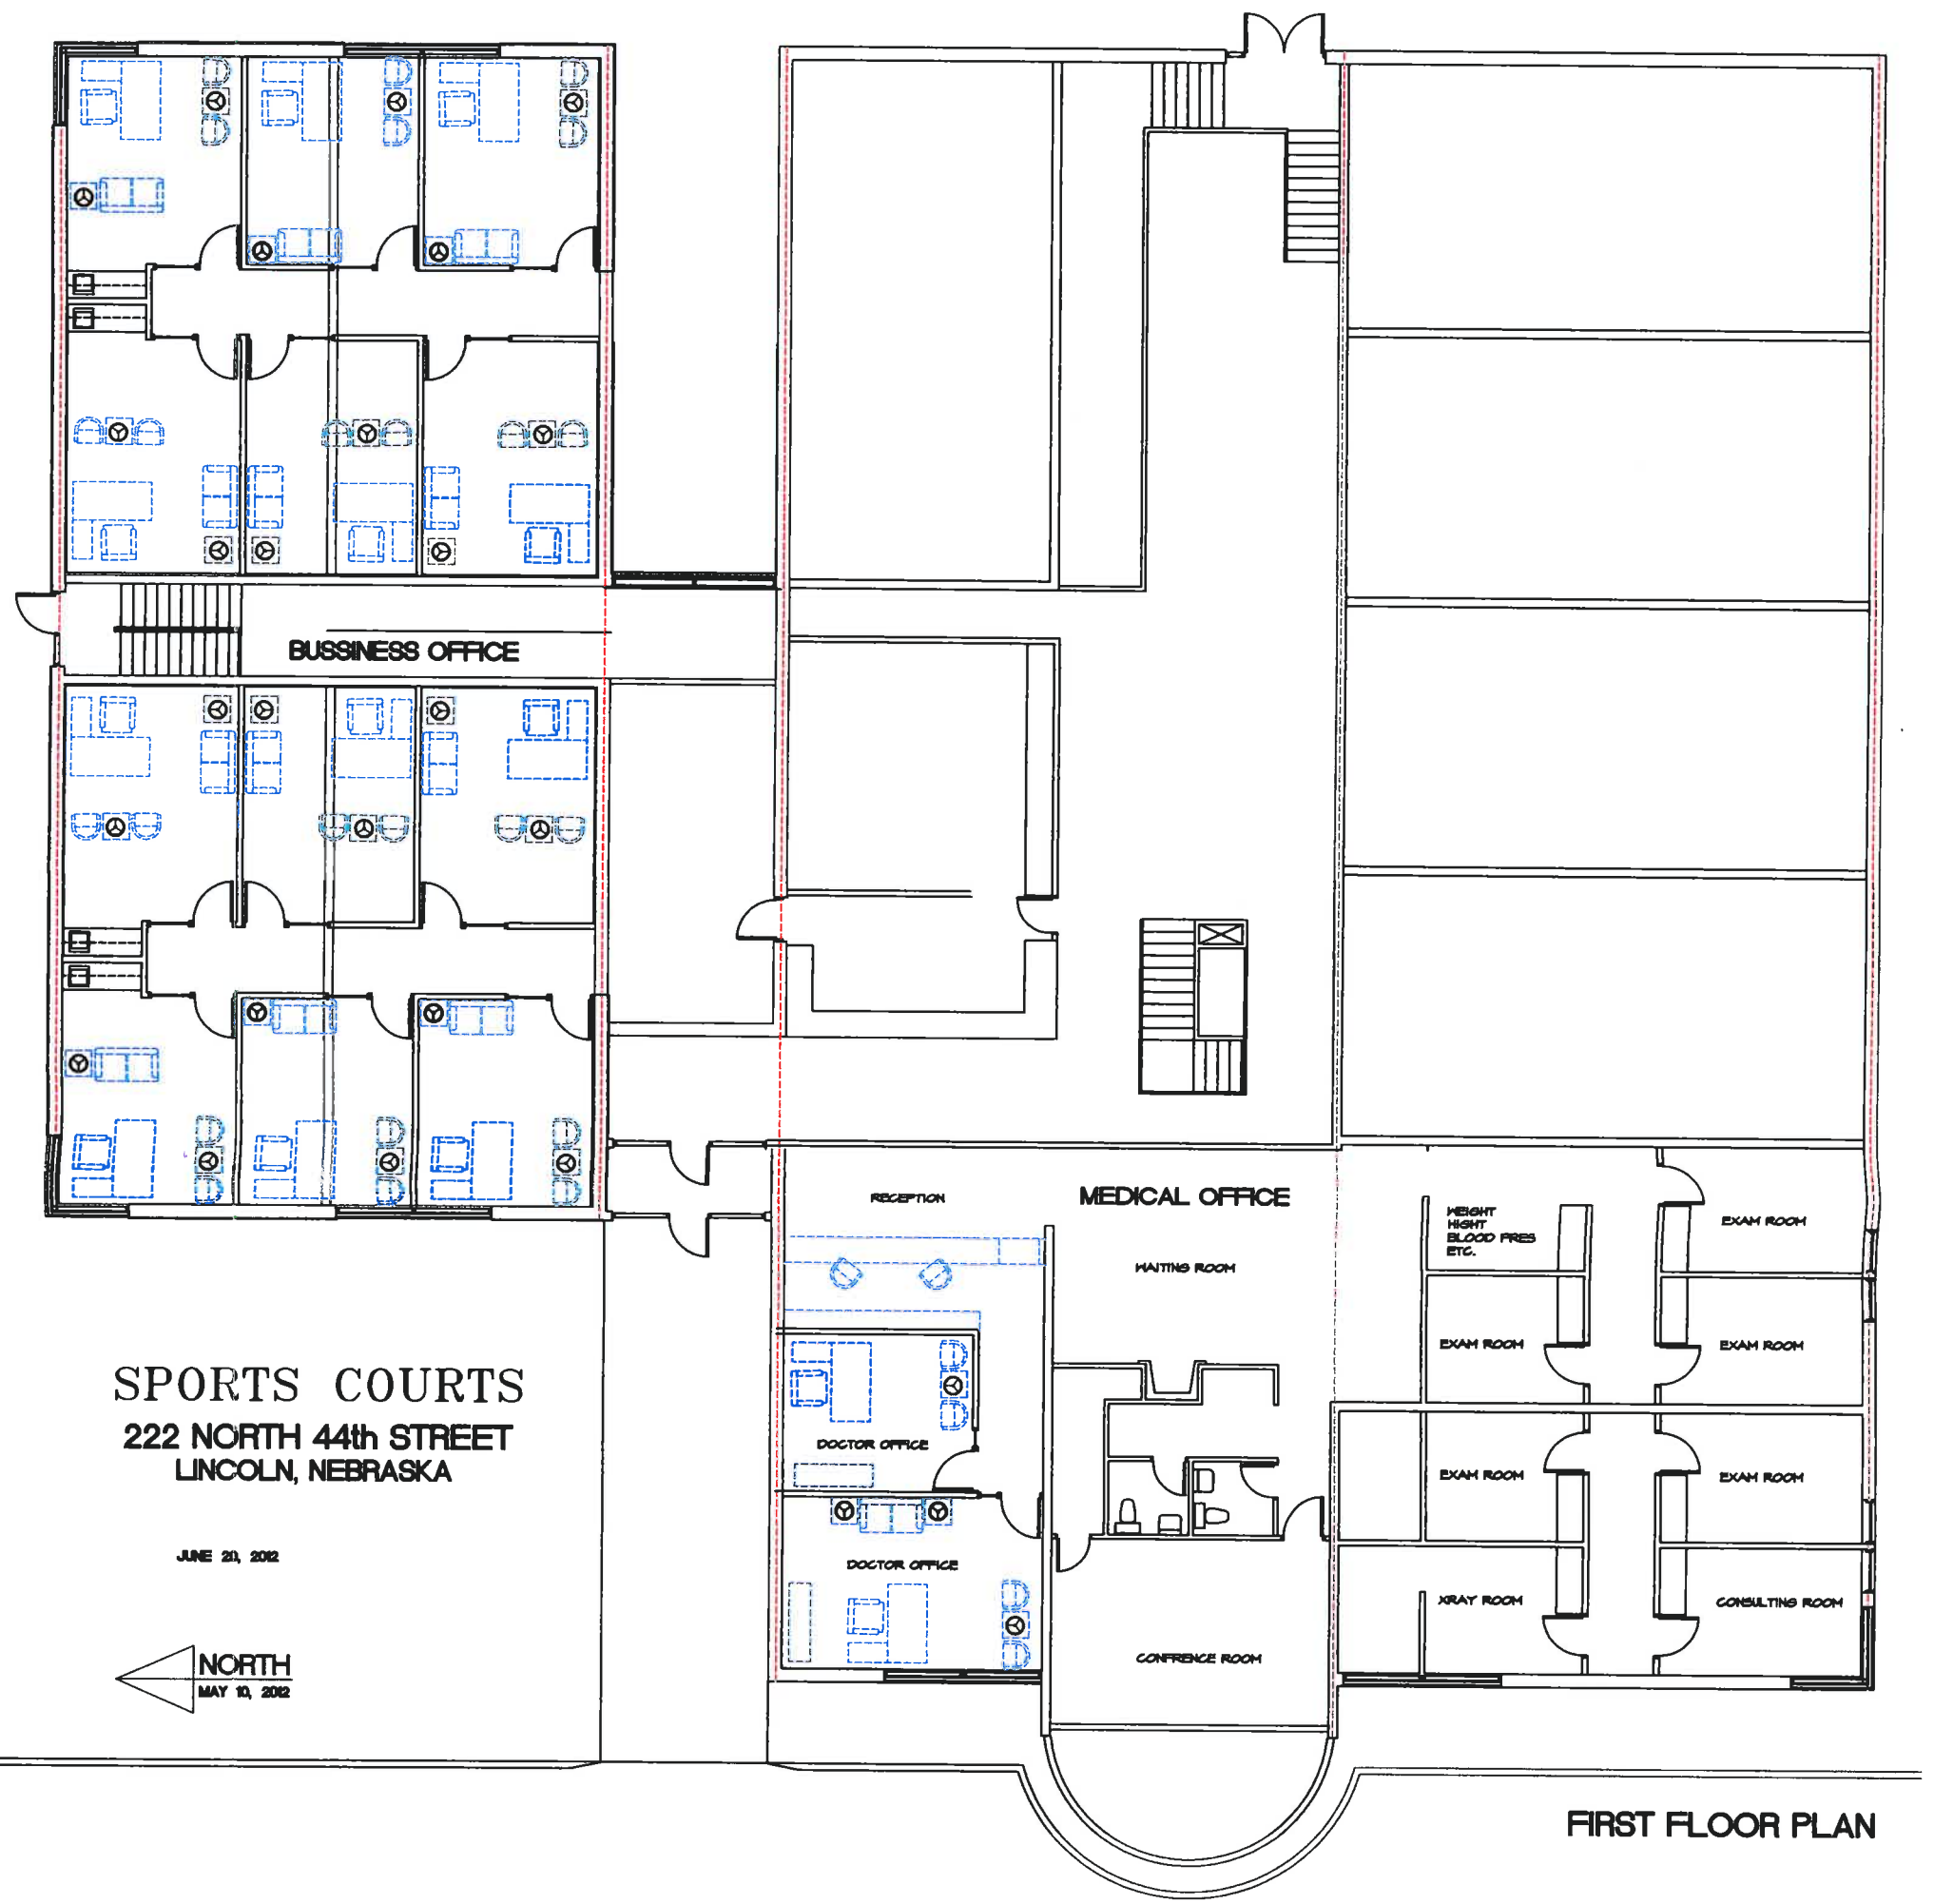 BUSSINESS OFFICE
RECEPTION
MEDICAL OFFICE
WAITING ROOM
WEIGHT
HIGHT
BLOOD PRES
ETC.
EXAM ROOM
EXAM ROOM
EXAM ROOM
SPORTS COURTS
222 NORTH 44th STREET
LINCOLN, NEBRASKA
DOCTOR OFFICE
EXAM ROOM
EXAM ROOM
JUNE 20, 2012
DOCTOR OFFICE
XRAY ROOM
CONSULTING ROOM
CONFRENCE ROOM
NORTH
MAY 10, 2012
FIRST FLOOR PLAN